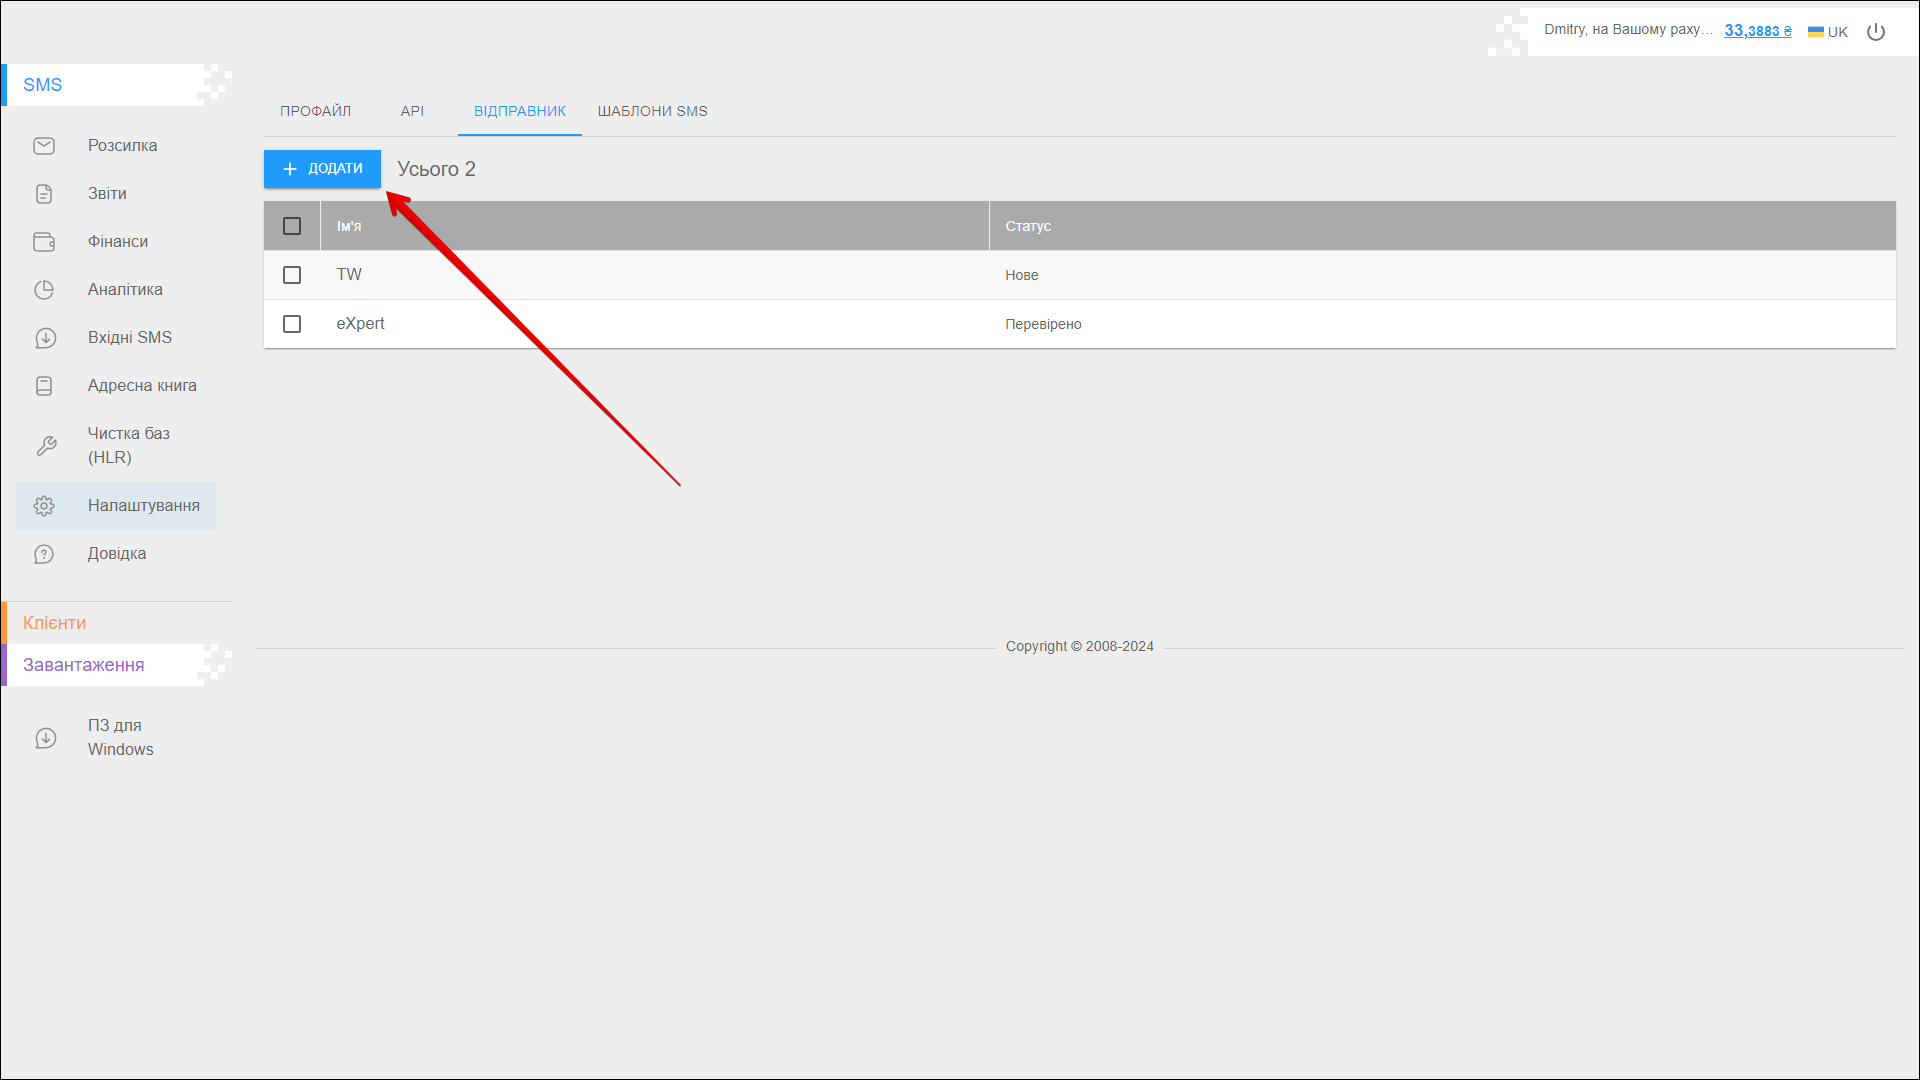 Dmitry, на Вашому раху... 33,3883 ₴ UK
SMS
ПРОФАЙЛ API ВІДПРАВНИК ШАБЛОНИ SMS
Розсилка
Звіти
Фінанси
Аналітика
Вхідні SMS
Адресна книга
Чистка баз
(HLR)
Налаштування
Довідка
Клієнти
Завантаження
ПЗ для
Windows
+ ДОДАТИ Усього 2
Ім'я Статус
TW Нове
eXpert Перевірено
Copyright © 2008-2024